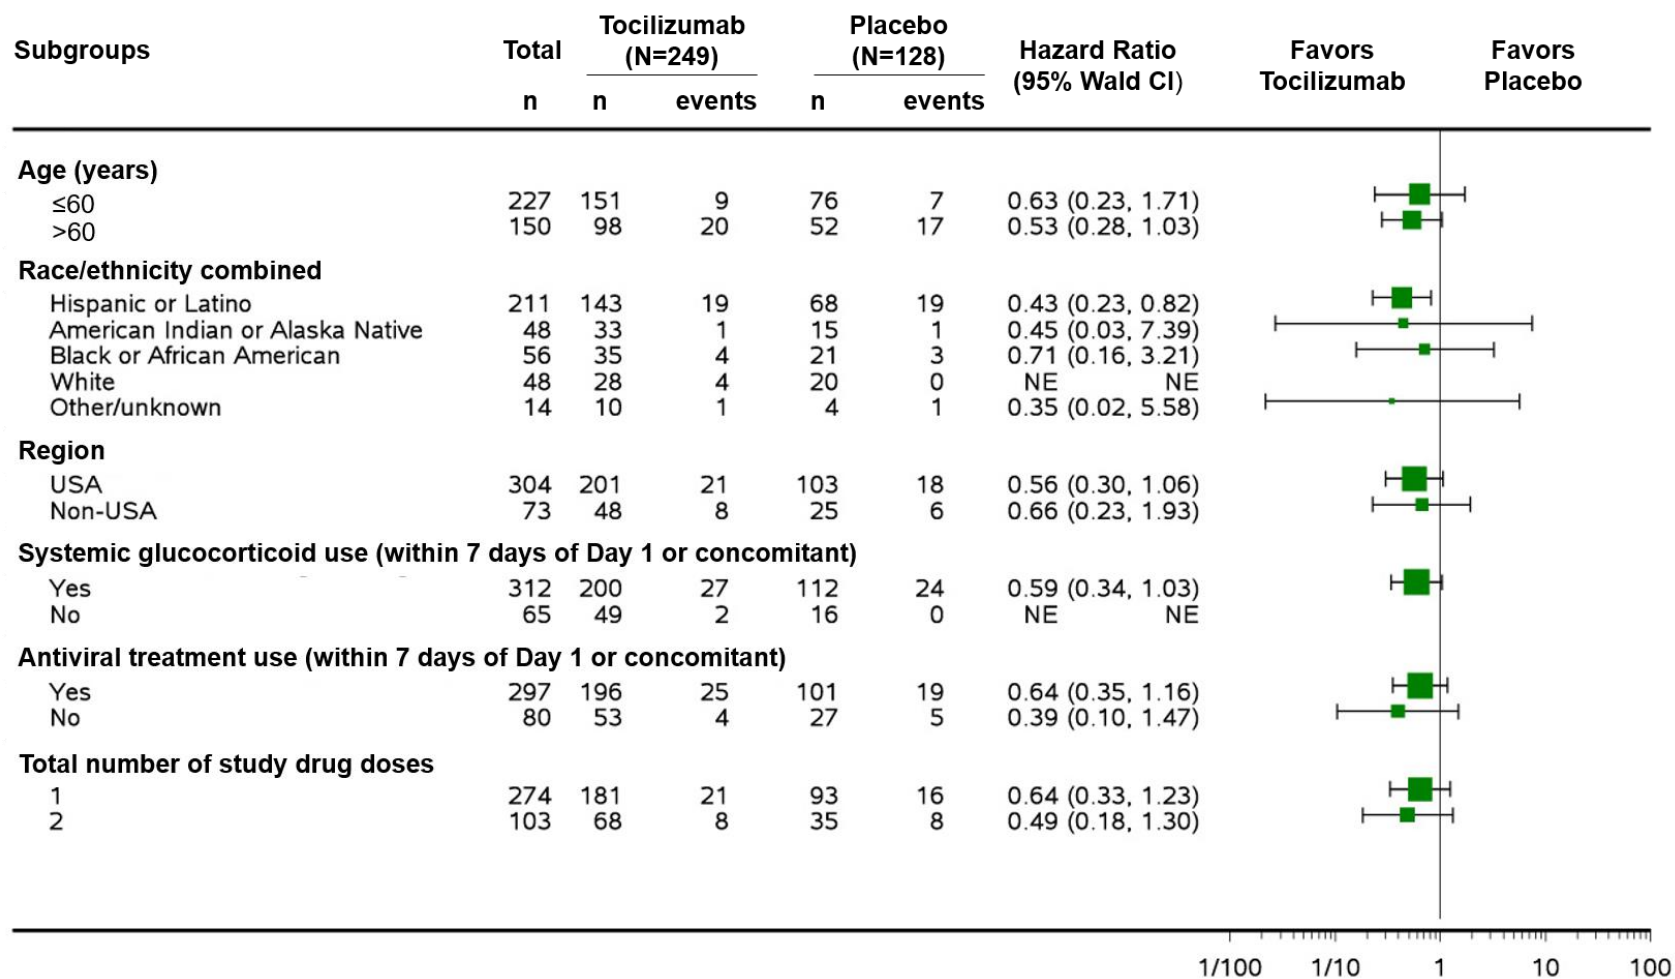 Subgroups Total Tocilizumab (N=249) Placebo (N=128) Hazard Ratio (95% Wald CI) Favors Tocilizumab Favors Placebo
n n events n events
Age (years)
≤60 227 151 9 76 7 0.63 (0.23, 1.71)
>60 150 98 20 52 17 0.53 (0.28, 1.03)
Race/ethnicity combined
Hispanic or Latino 211 143 19 68 19 0.43 (0.23, 0.82)
American Indian or Alaska Native 48 33 1 15 1 0.45 (0.03, 7.39)
Black or African American 56 35 4 21 3 0.71 (0.16, 3.21)
White 48 28 4 20 0 NE NE
Other/unknown 14 10 1 4 1 0.35 (0.02, 5.58)
Region
USA 304 201 21 103 18 0.56 (0.30, 1.06)
Non-USA 73 48 8 25 6 0.66 (0.23, 1.93)
Systemic glucocorticoid use (within 7 days of Day 1 or concomitant)
Yes 312 200 27 112 24 0.59 (0.34, 1.03)
No 65 49 2 16 0 NE NE
Antiviral treatment use (within 7 days of Day 1 or concomitant)
Yes 297 196 25 101 19 0.64 (0.35, 1.16)
No 80 53 4 27 5 0.39 (0.10, 1.47)
Total number of study drug doses
1 274 181 21 93 16 0.64 (0.33, 1.23)
2 103 68 8 35 8 0.49 (0.18, 1.30)
1/100 1/10 1 10 100